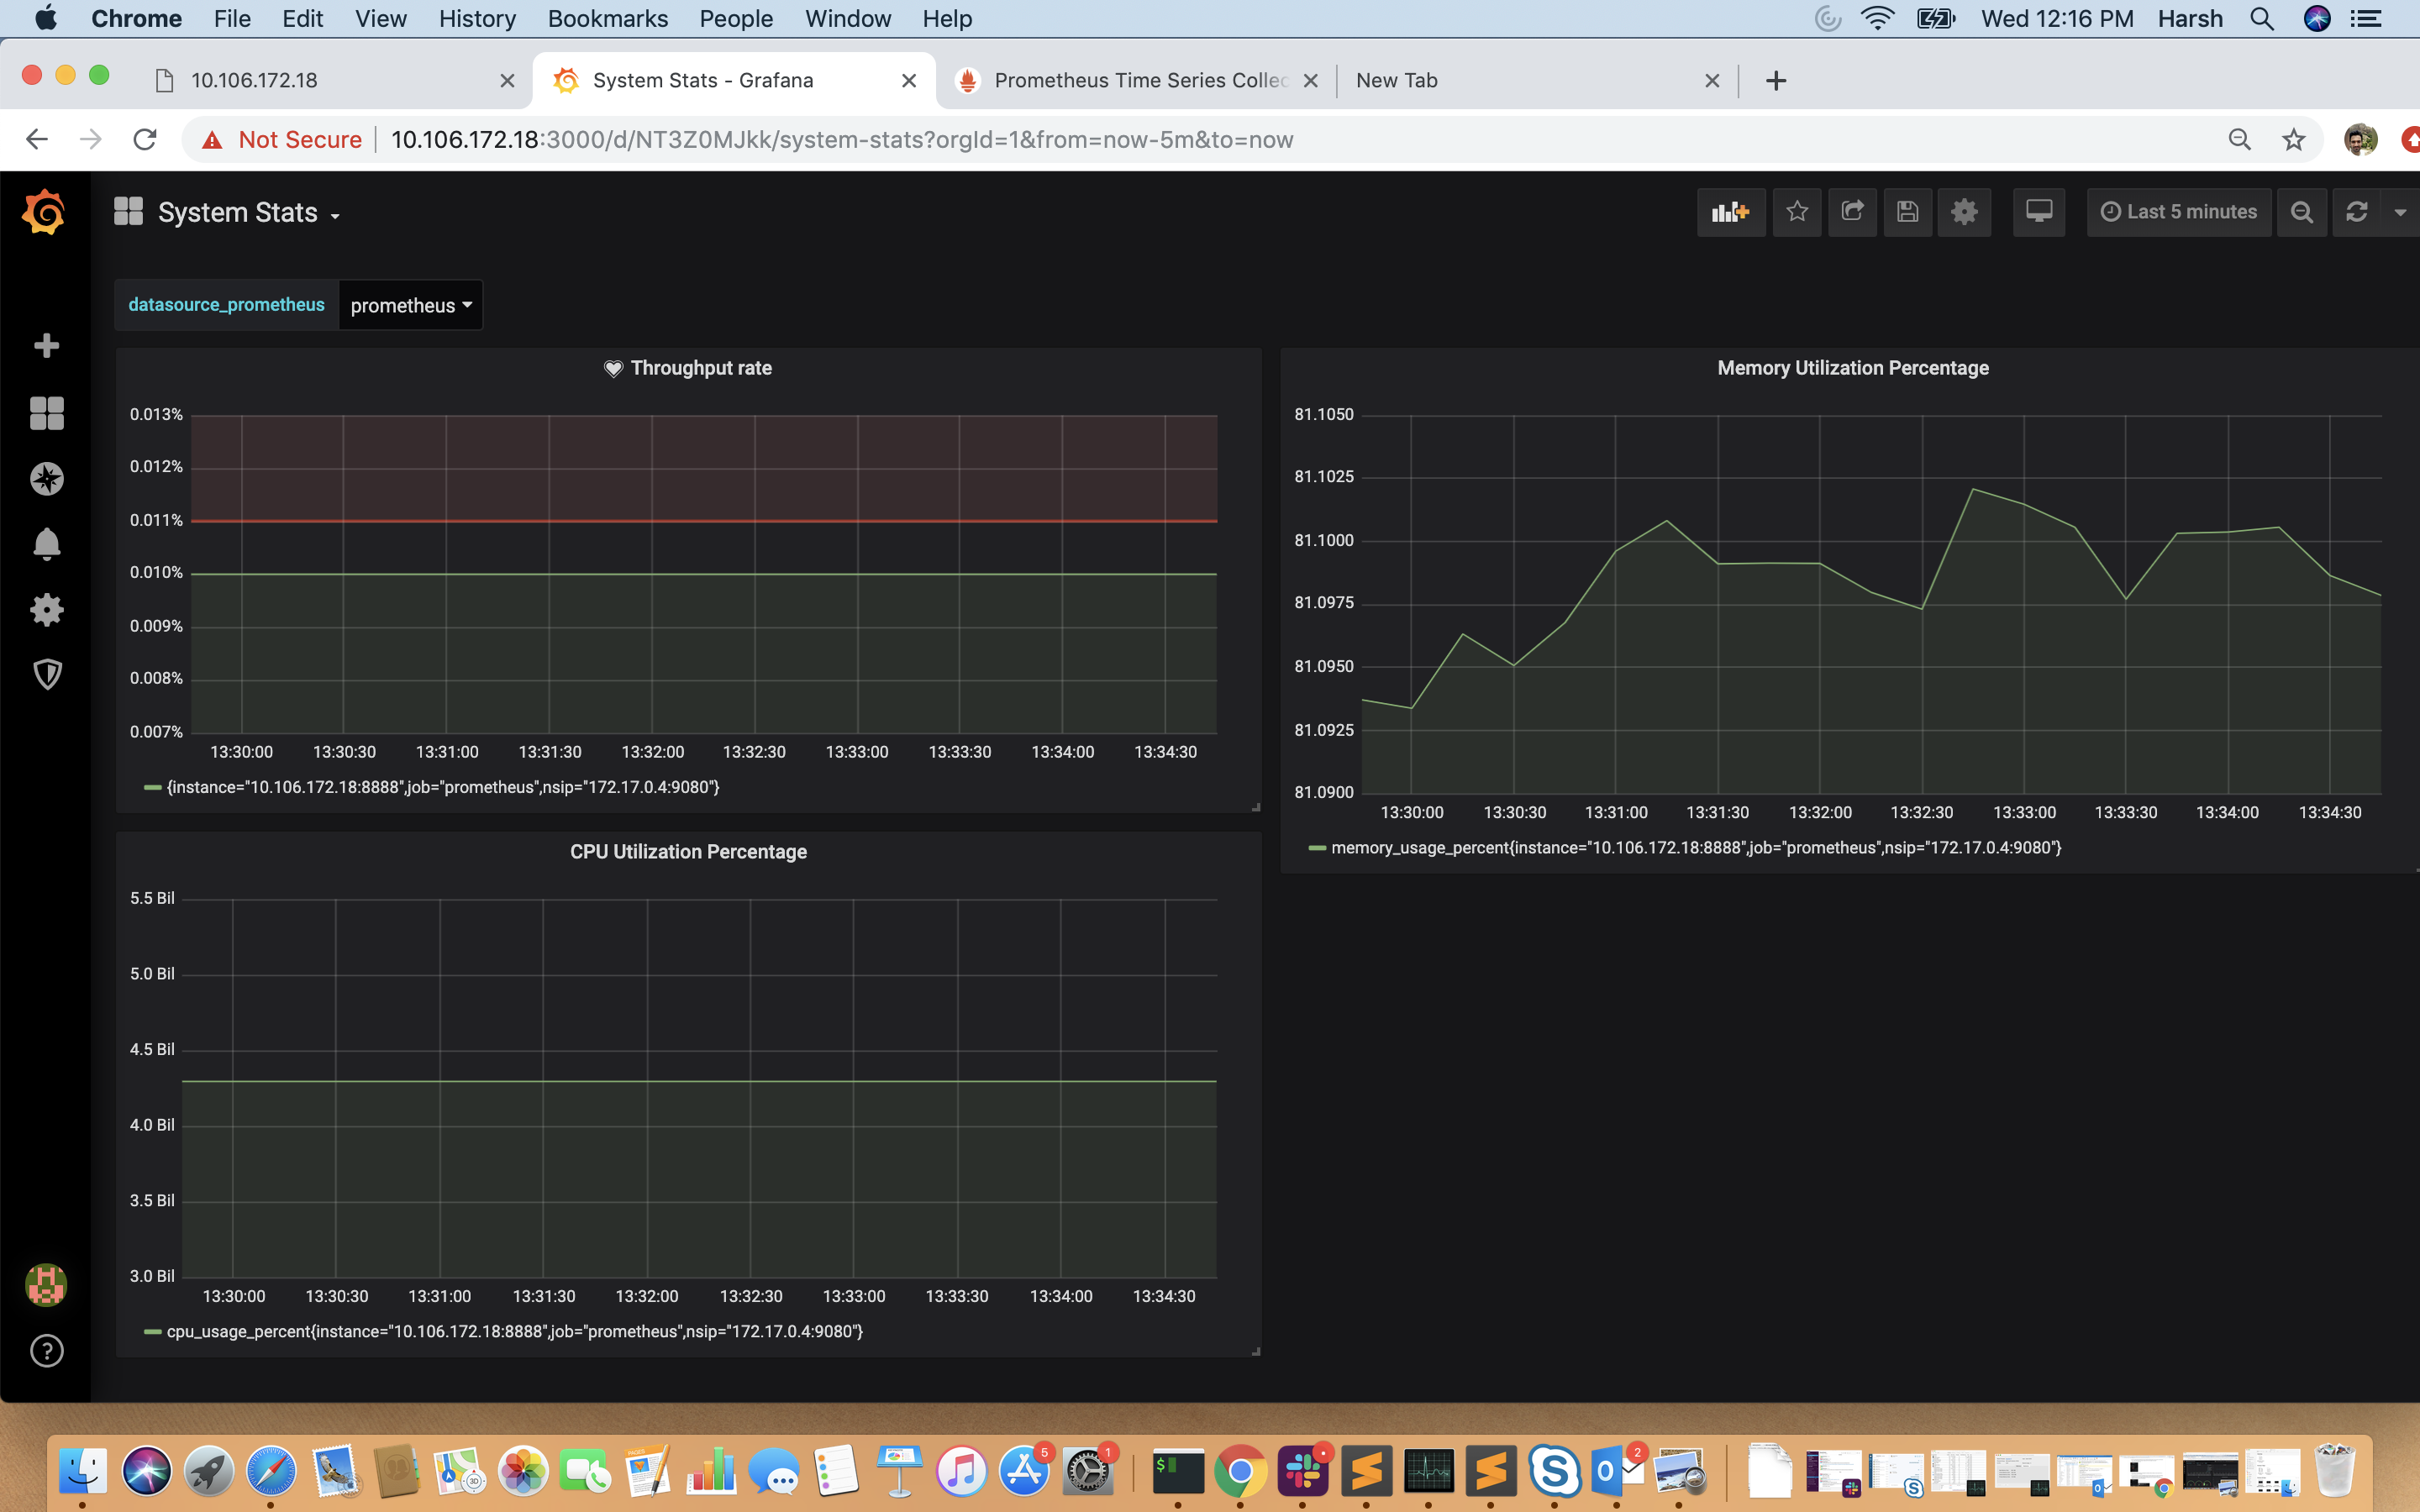 Chrome File Edit View History Bookmarks People Window Help Wed 12:16 PM Harsh
10.106.172.18 System Stats - Grafana Prometheus Time Series Collec New Tab
Not Secure 10.106.172.18:3000/d/NT3Z0MJkk/system-stats?orgId=1&from=now-5m&to=now
System Stats Last 5 minutes
datasource_prometheus prometheus
Throughput rate
0.013%
0.012%
0.011%
0.010%
0.009%
0.008%
0.007%
13:30:00 13:30:30 13:31:00 13:31:30 13:32:00 13:32:30 13:33:00 13:33:30 13:34:00 13:34:30
{instance="10.106.172.18:8888",job="prometheus",nsip="172.17.0.4:9080"}
Memory Utilization Percentage
81.1050
81.1025
81.1000
81.0975
81.0950
81.0925
81.0900
13:30:00 13:30:30 13:31:00 13:31:30 13:32:00 13:32:30 13:33:00 13:33:30 13:34:00 13:34:30
memory_usage_percent{instance="10.106.172.18:8888",job="prometheus",nsip="172.17.0.4:9080"}
CPU Utilization Percentage
5.5 Bil
5.0 Bil
4.5 Bil
4.0 Bil
3.5 Bil
3.0 Bil
13:30:00 13:30:30 13:31:00 13:31:30 13:32:00 13:32:30 13:33:00 13:33:30 13:34:00 13:34:30
cpu_usage_percent{instance="10.106.172.18:8888",job="prometheus",nsip="172.17.0.4:9080"}
PAGES 3D 5 1 $ S O 2